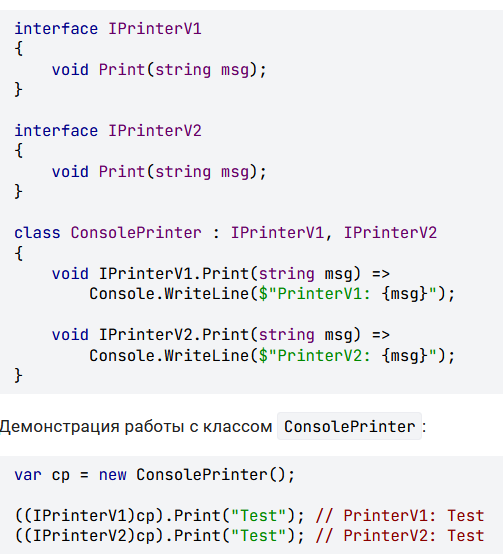 interface IPrinterV1
{
    void Print(string msg);
}
interface IPrinterV2
{
    void Print(string msg);
}
class ConsolePrinter : IPrinterV1, IPrinterV2
{
    void IPrinterV1.Print(string msg) =>
        Console.WriteLine($"PrinterV1: {msg}");
    void IPrinterV2.Print(string msg) =>
        Console.WriteLine($"PrinterV2: {msg}");
}
Демонстрация работы с классом ConsolePrinter:
var cp = new ConsolePrinter();
((IPrinterV1)cp).Print("Test"); // PrinterV1: Test
((IPrinterV2)cp).Print("Test"); // PrinterV2: Test